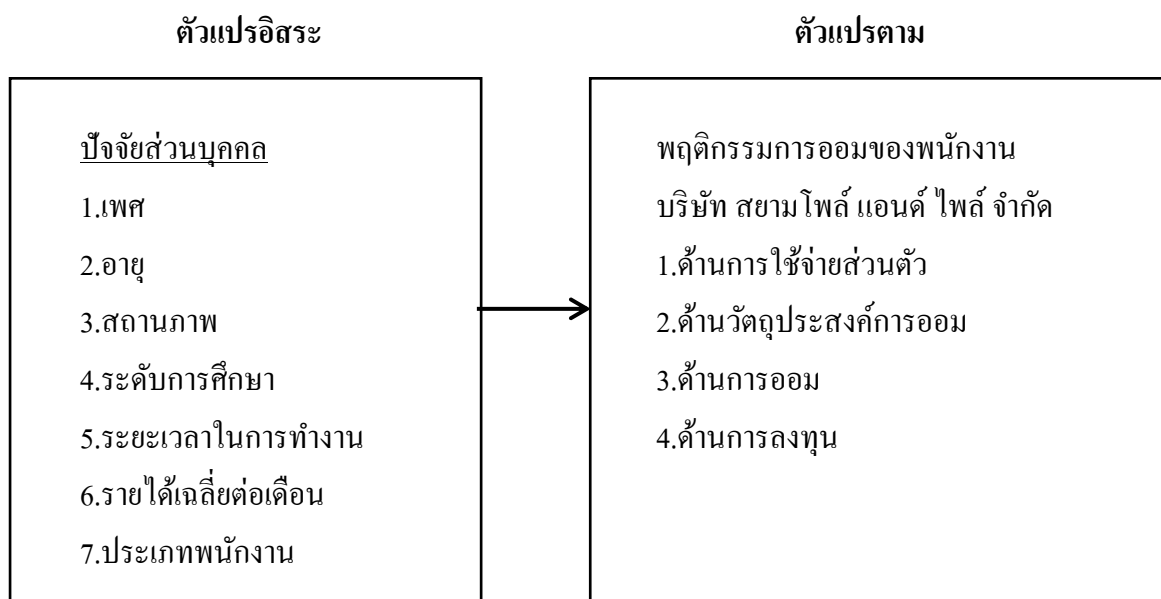 ตัวแปรอิสระ
ตัวแปรตาม
ปัจจัยส่วนบุคคล
1.เพศ
2.อายุ
3.สถานภาพ
4.ระดับการศึกษา
5.ระยะเวลาในการทำงาน
6.รายได้เฉลี่ยต่อเดือน
7.ประเภทพนักงาน
พฤติกรรมการออมของพนักงาน
บริษัท สยามโพล์ แอนด์ ไพล์ จำกัด
1.ด้านการใช้จ่ายส่วนตัว
2.ด้านวัตถุประสงค์การออม
3.ด้านการออม
4.ด้านการลงทุน